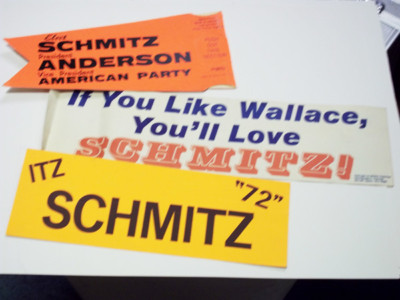 Elect
SCHMITZ
President
ANDERSON
Vice President
AMERICAN PARTY
If You Like Wallace,
You'll Love
SCHMITZ!
ITZ
"72"
SCHMITZ